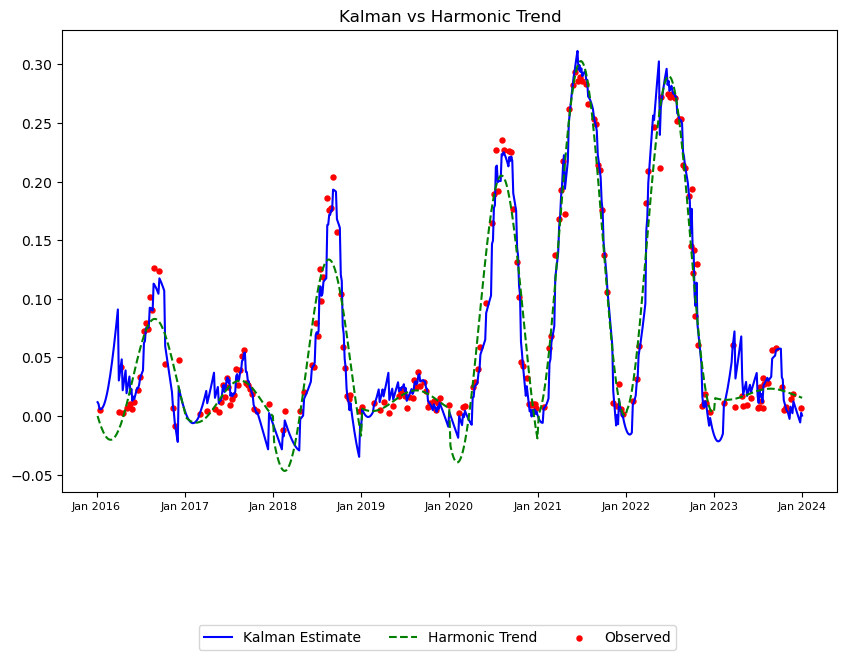 Kalman vs Harmonic Trend
0.30
0.25
0.20
0.15
0.10
0.05
0.00
−0.05
Jan 2016 Jan 2017 Jan 2018 Jan 2019 Jan 2020 Jan 2021 Jan 2022 Jan 2023 Jan 2024
Kalman Estimate Harmonic Trend Observed